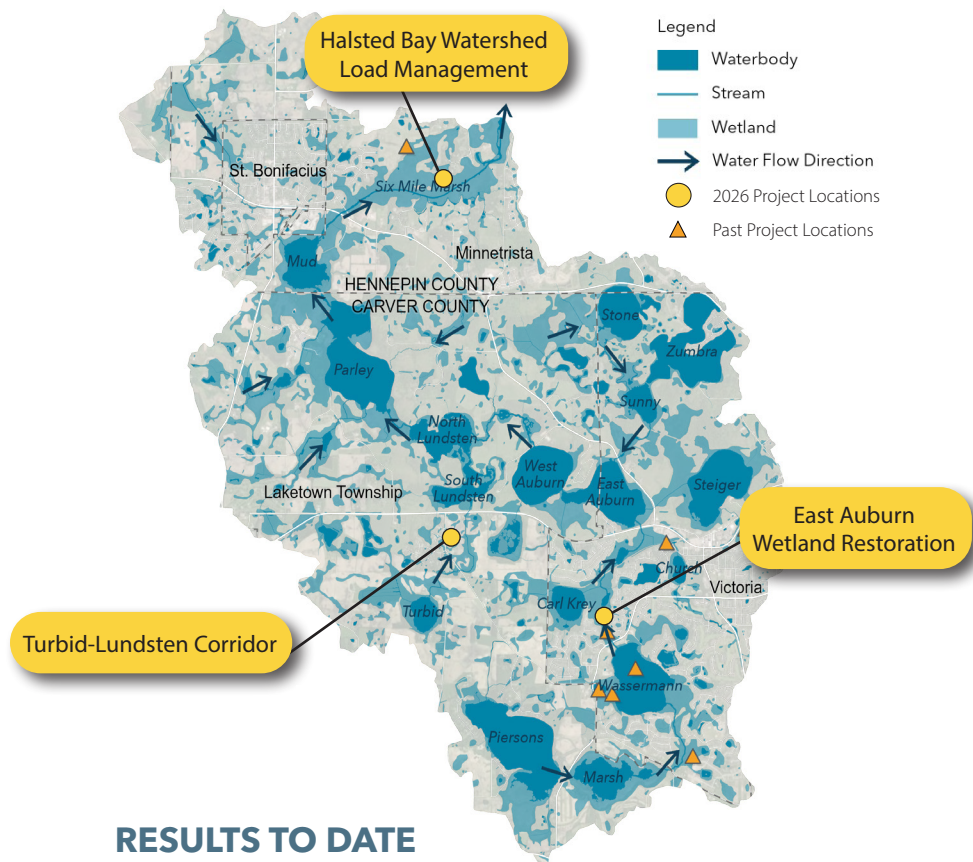 Halsted Bay Watershed
Load Management
Legend
Waterbody
Stream
Wetland
Water Flow Direction
2026 Project Locations
Past Project Locations
St. Bonifacius
Six Mile Marsh
Minnetrista
Mud
HENNEPIN COUNTY
CARVER COUNTY
Stone
Zumbra
Parley
Sunny
North
Lundsten
West
Auburn
East
Auburn
Steiger
South
Lundsten
Laketown Township
East Auburn
Wetland Restoration
Church
Victoria
Carl Krey
Turbid
Turbid-Lundsten Corridor
Wassermann
Piersons
Marsh
RESULTS TO DATE